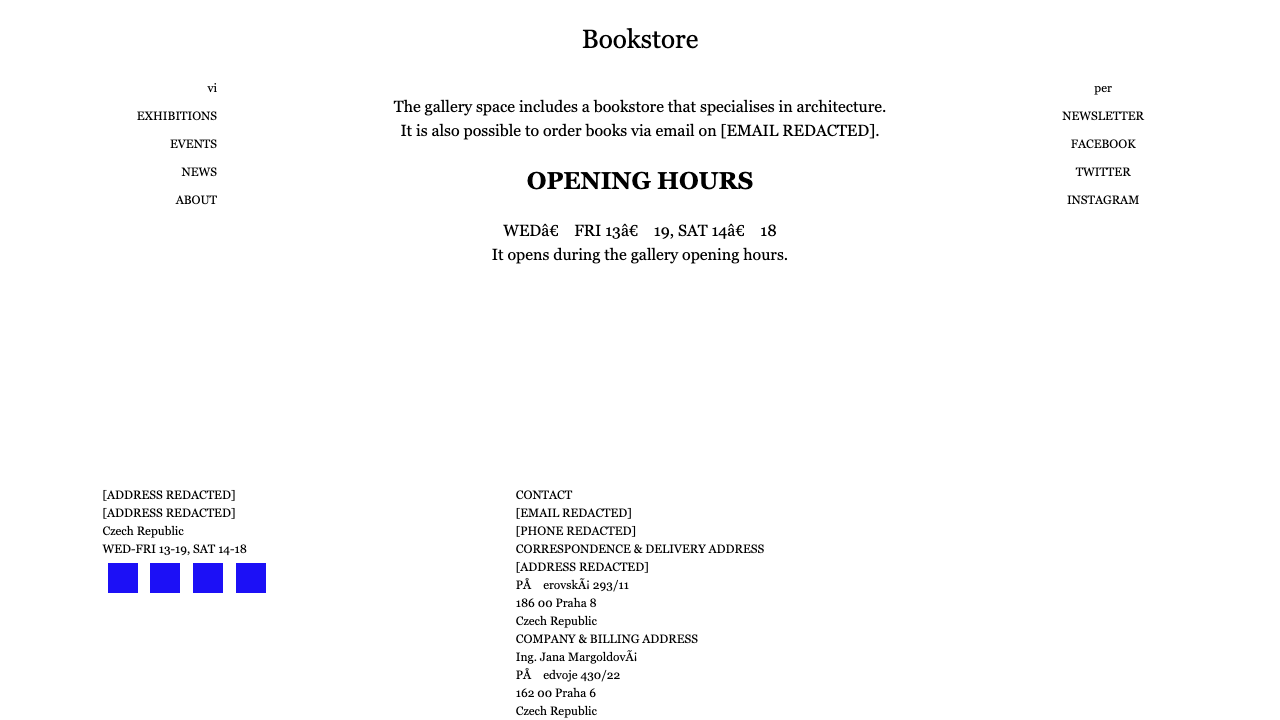 Bookstore
vi
EXHIBITIONS
EVENTS
NEWS
ABOUT
The gallery space includes a bookstore that specialises in architecture.
It is also possible to order books via email on [EMAIL REDACTED].
OPENING HOURS
WEDâ€ FRI 13â€ 19, SAT 14â€ 18
It opens during the gallery opening hours.
per
NEWSLETTER
FACEBOOK
TWITTER
INSTAGRAM
[ADDRESS REDACTED]
[ADDRESS REDACTED]
Czech Republic
WED-FRI 13-19, SAT 14-18
CONTACT
[EMAIL REDACTED]
[PHONE REDACTED]
CORRESPONDENCE & DELIVERY ADDRESS
[ADDRESS REDACTED]
PÅ erovskÃ¡ 293/11
186 00 Praha 8
Czech Republic
COMPANY & BILLING ADDRESS
Ing. Jana MargoldovÃ¡
PÅ edvoje 430/22
162 00 Praha 6
Czech Republic